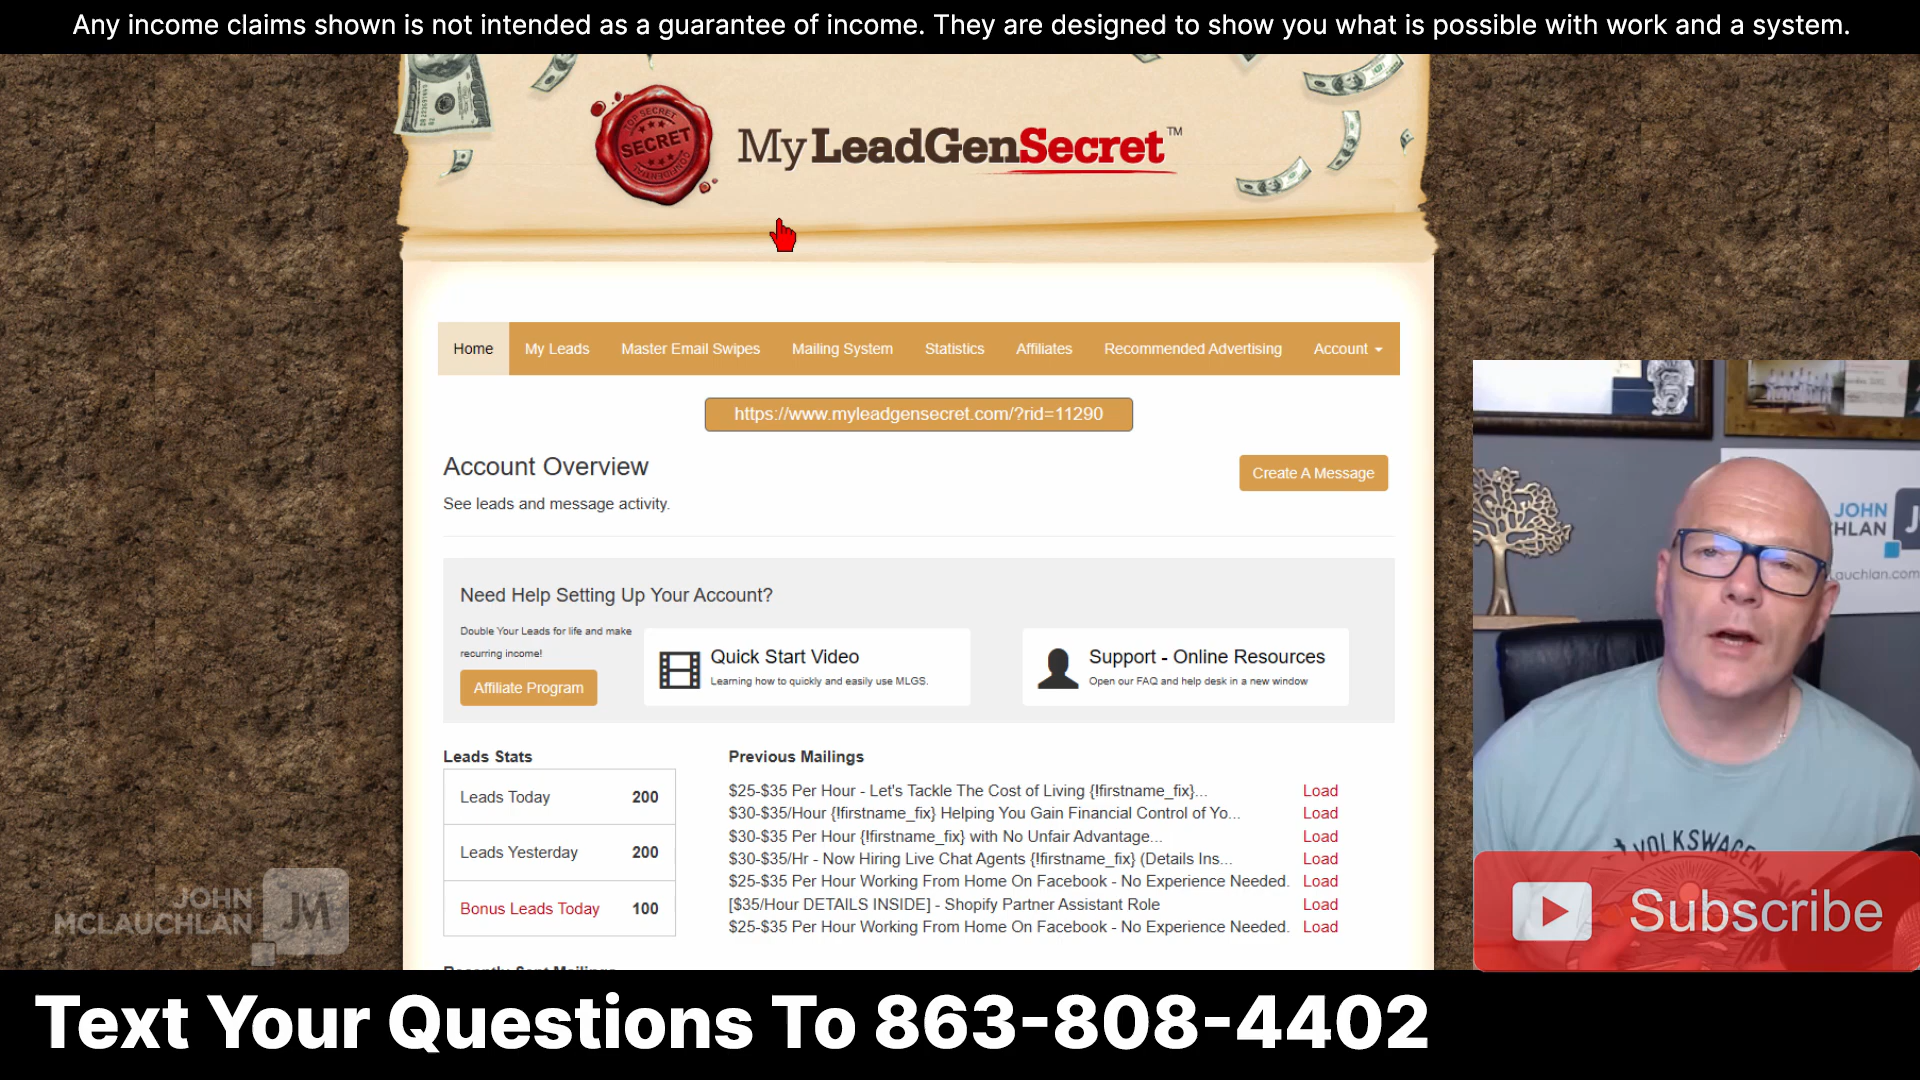 Any income claims shown is not intended as a guarantee of income. They are designed to show you what is possible with work and a system.
TOP SECRET
SECRET
CONFIDENTIAL
MyLeadGenSecret™
Home My Leads Master Email Swipes Mailing System Statistics Affiliates Recommended Advertising Account
https://www.myleadgensecret.com/?rid=11290
Account Overview
Create A Message
See leads and message activity.
Need Help Setting Up Your Account?
Double Your Leads for life and make
recurring income!
Affiliate Program
Quick Start Video
Learning how to quickly and easily use MLGS.
Support - Online Resources
Open our FAQ and help desk in a new window
Leads Stats
Leads Today 200
Leads Yesterday 200
Bonus Leads Today 100
Previous Mailings
$25-$35 Per Hour - Let's Tackle The Cost of Living {!firstname_fix}... Load
$30-$35/Hour {!firstname_fix} Helping You Gain Financial Control of Yo... Load
$30-$35 Per Hour {!firstname_fix} with No Unfair Advantage... Load
$30-$35/Hr - Now Hiring Live Chat Agents {!firstname_fix} (Details Ins... Load
$25-$35 Per Hour Working From Home On Facebook - No Experience Needed. Load
[$35/Hour DETAILS INSIDE] - Shopify Partner Assistant Role Load
$25-$35 Per Hour Working From Home On Facebook - No Experience Needed. Load
JOHN
HLAN
auchlan.com
VOLKSWAGEN
JOHN
MCLAUCHLAN
JM
Subscribe
Text Your Questions To 863-808-4402